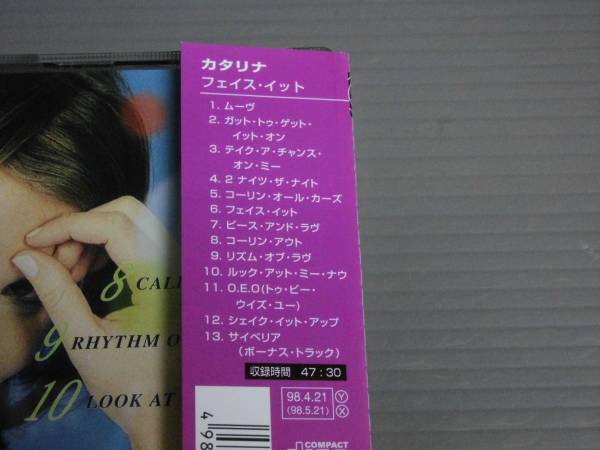 カタリナ
フェイス・イット
1. ムーヴ
2. ガット・トゥ・ゲット・
イット・オン
3. テイク・ア・チャンス・
オン・ミー
4. 2 ナイツ・ザ・ナイト
5. コーリン・オール・カーズ
6. フェイス・イット
7. ピース・アンド・ラヴ
8. コーリン・アウト
9. リズム・オブ・ラヴ
10. ルック・アット・ミー・ナウ
11. O.E.O(トゥ・ビー・
ウイズ・ユー)
12. シェイク・イット・アップ
13. サイベリア
(ボーナス・トラック)
収録時間 47:30
98.4.21 Ⓨ
(98.5.21) Ⓧ
4 98
COMPACT
8 CALL
9 RHYTHM O
10 LOOK AT